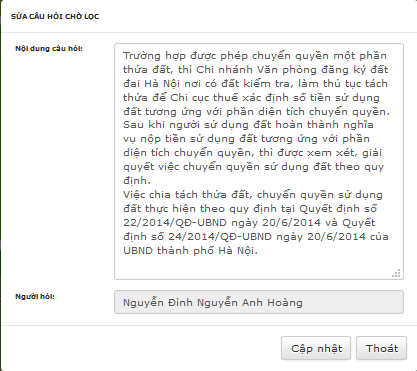 SỬA CÂU HỎI CHỜ LỌC
Nội dung câu hỏi:
Trường hợp được phép chuyển quyền một phần
thửa đất, thì Chi nhánh Văn phòng đăng ký đất
đai Hà Nội nơi có đất kiểm tra, làm thủ tục tách
thửa để Chi cục thuế xác định số tiền sử dụng
đất tương ứng với phần diện tích chuyển quyền.
Sau khi người sử dụng đất hoàn thành nghĩa
vụ nộp tiền sử dụng đất tương ứng với phần
diện tích chuyển quyền, thì được xem xét, giải
quyết việc chuyển quyền sử dụng đất theo quy
định.
Việc chia tách thửa đất, chuyển quyền sử dụng
đất thực hiện theo quy định tại Quyết định số
22/2014/QĐ-UBND ngày 20/6/2014 và Quyết
định số 24/2014/QĐ-UBND ngày 20/6/2014 của
UBND thành phố Hà Nội.
Người hỏi:
Nguyễn Đình Nguyễn Anh Hoàng
Cập nhật
Thoát